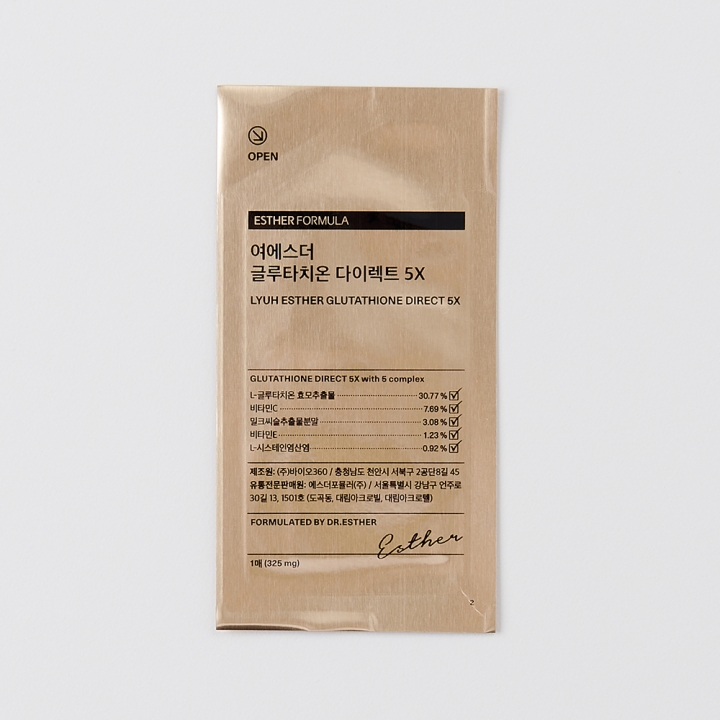 OPEN
ESTHER FORMULA
여에스더
글루타치온 다이렉트 5X
LYUH ESTHER GLUTATHIONE DIRECT 5X
GLUTATHIONE DIRECT 5X with 5 complex
L-글루타치온 효모추출물 30.77 %
비타민C 7.69 %
밀크씨슬추출물분말 3.08 %
비타민E 1.23 %
L-시스테인염산염 0.92 %
제조원: (주)바이오360 / 충청남도 천안시 서북구 2공단8길 45
유통전문판매원: 에스더포뮬러(주) / 서울특별시 강남구 언주로
30길 13, 1501호 (도곡동, 대림아크로빌, 대림아크로텔)
FORMULATED BY DR.ESTHER
Esther
1매 (325 mg)
2